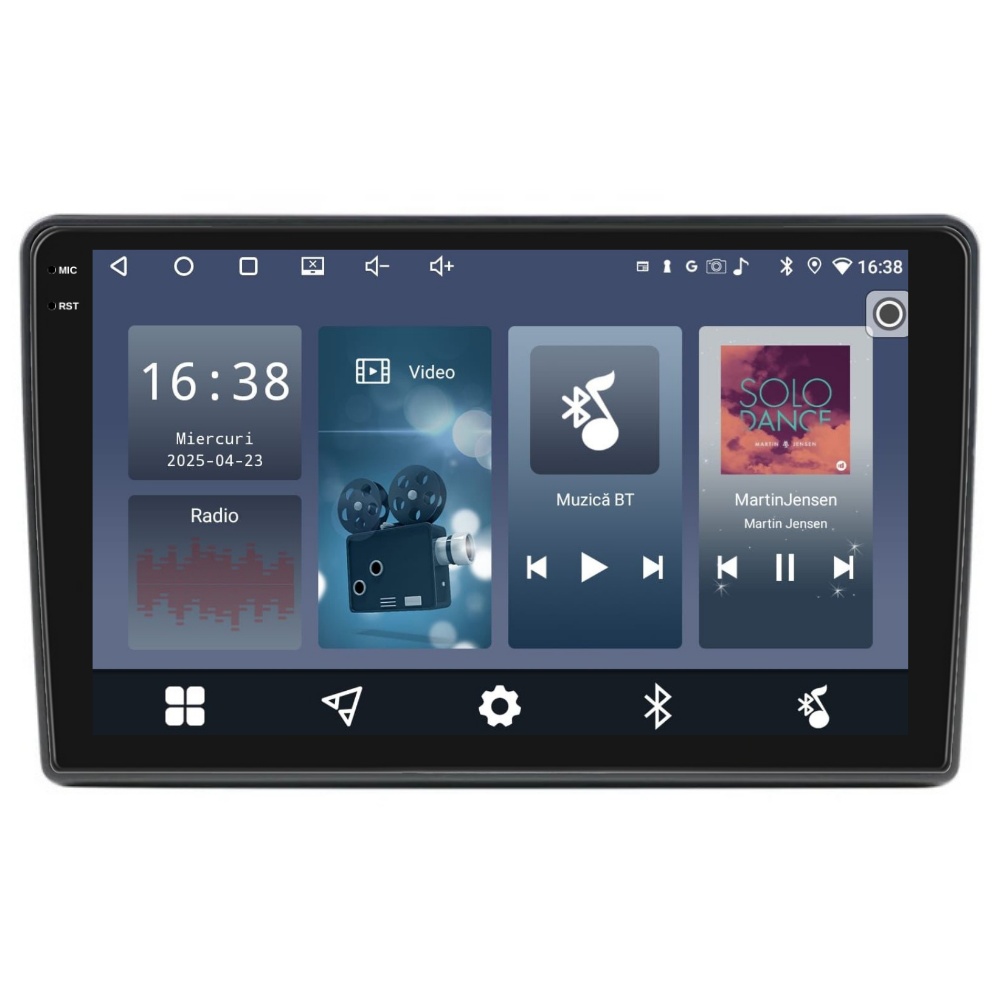 MIC
RST
16:38
16:38
Miercuri
2025-04-23
Radio
Video
Muzică BT
SOLO
DANCE
MARTIN JENSEN
MartinJensen
Martin Jensen